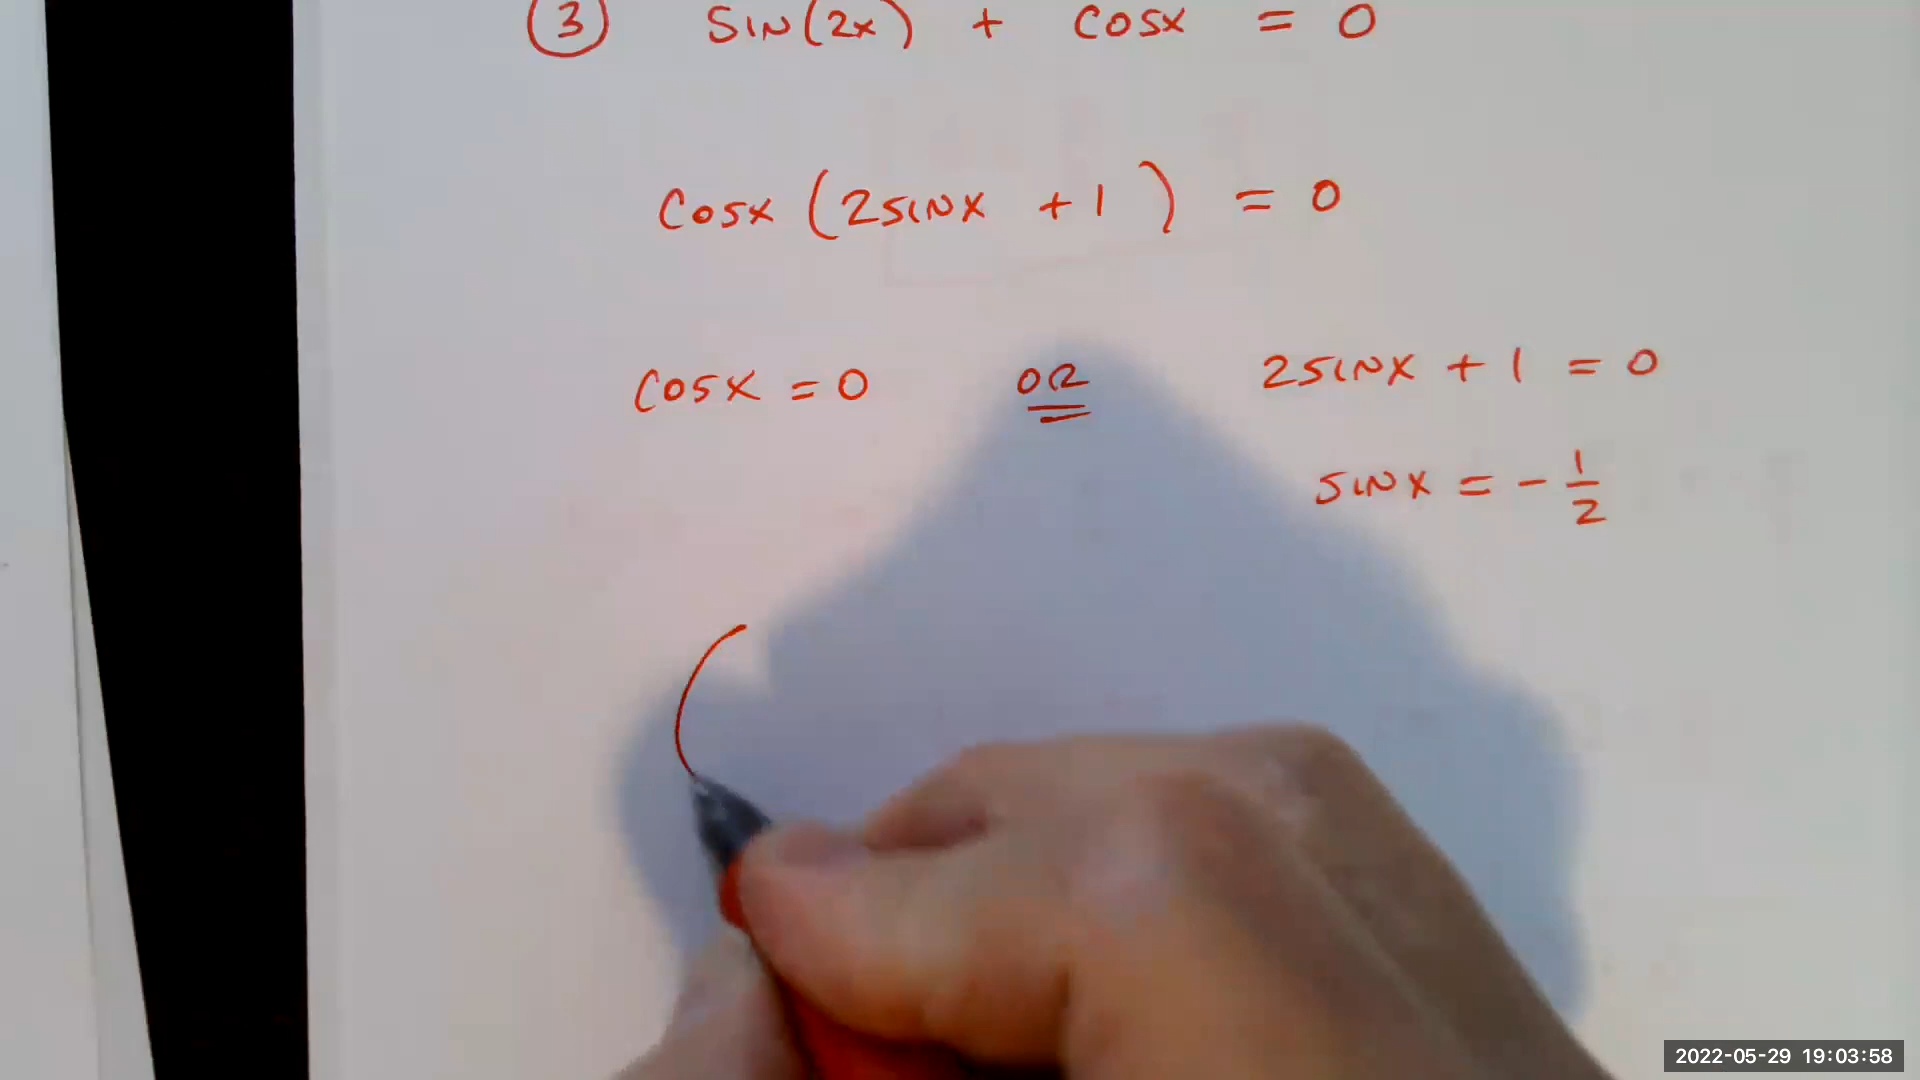 ③ SIN(2x) + COSX = 0
COSX (2SINX + 1) = 0
COSX = 0 OR 2SINX + 1 = 0
SINX = - 1/2
2022-05-29 19:03:58